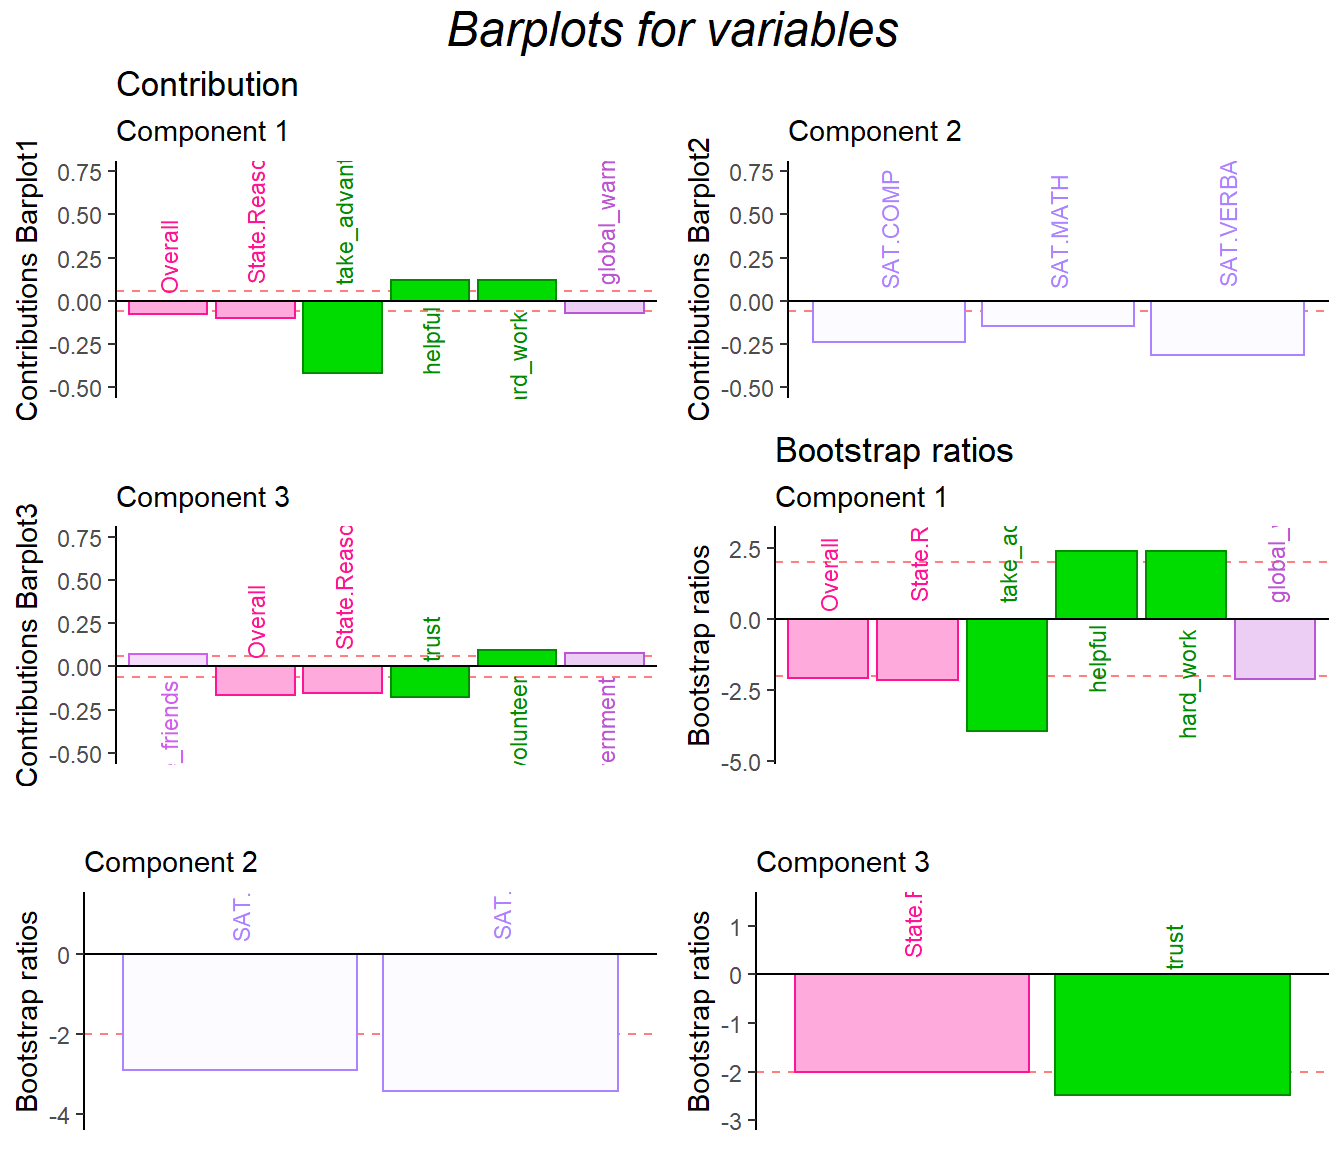 Barplots for variables
Contribution
Component 1
Contributions Barplot1
0.75
0.50
0.25
0.00
-0.25
-0.50
Overall
State.Reasc
take_advant
helpful
ard_work
global_warn
Component 2
Contributions Barplot2
0.75
0.50
0.25
0.00
-0.25
-0.50
SAT.COMP
SAT.MATH
SAT.VERBA
Component 3
Contributions Barplot3
0.75
0.50
0.25
0.00
-0.25
-0.50
_friends
Overall
State.Reasc
trust
volunteer
ernment
Bootstrap ratios
Component 1
Bootstrap ratios
2.5
0.0
-2.5
-5.0
Overall
State.R
take_ac
helpful
hard_work
global_
Component 2
Bootstrap ratios
0
-2
-4
SAT.
SAT.
Component 3
Bootstrap ratios
1
0
-1
-2
-3
State.F
trust